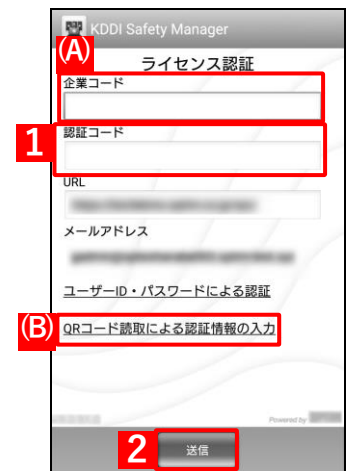 KDDI Safety Manager
(A)
ライセンス認証
企業コード
1
認証コード
URL
メールアドレス
ユーザーID・パスワードによる認証
(B)
QRコード読取による認証情報の入力
Powered by
2
送信